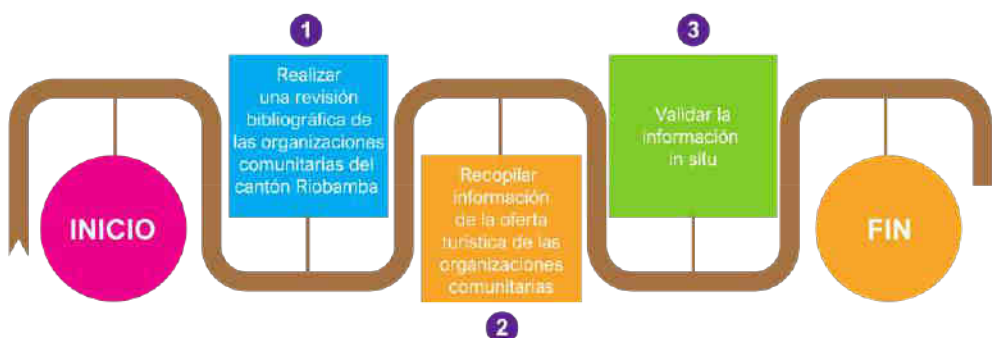 INICIO
1
Realizar
una revisión
bibliográfica de
las organizaciones
comunitarias del
cantón Riobamba
Recopilar
información
de la oferta
turística de las
organizaciones
comunitarias
2
3
Validar la
información
in situ
FIN